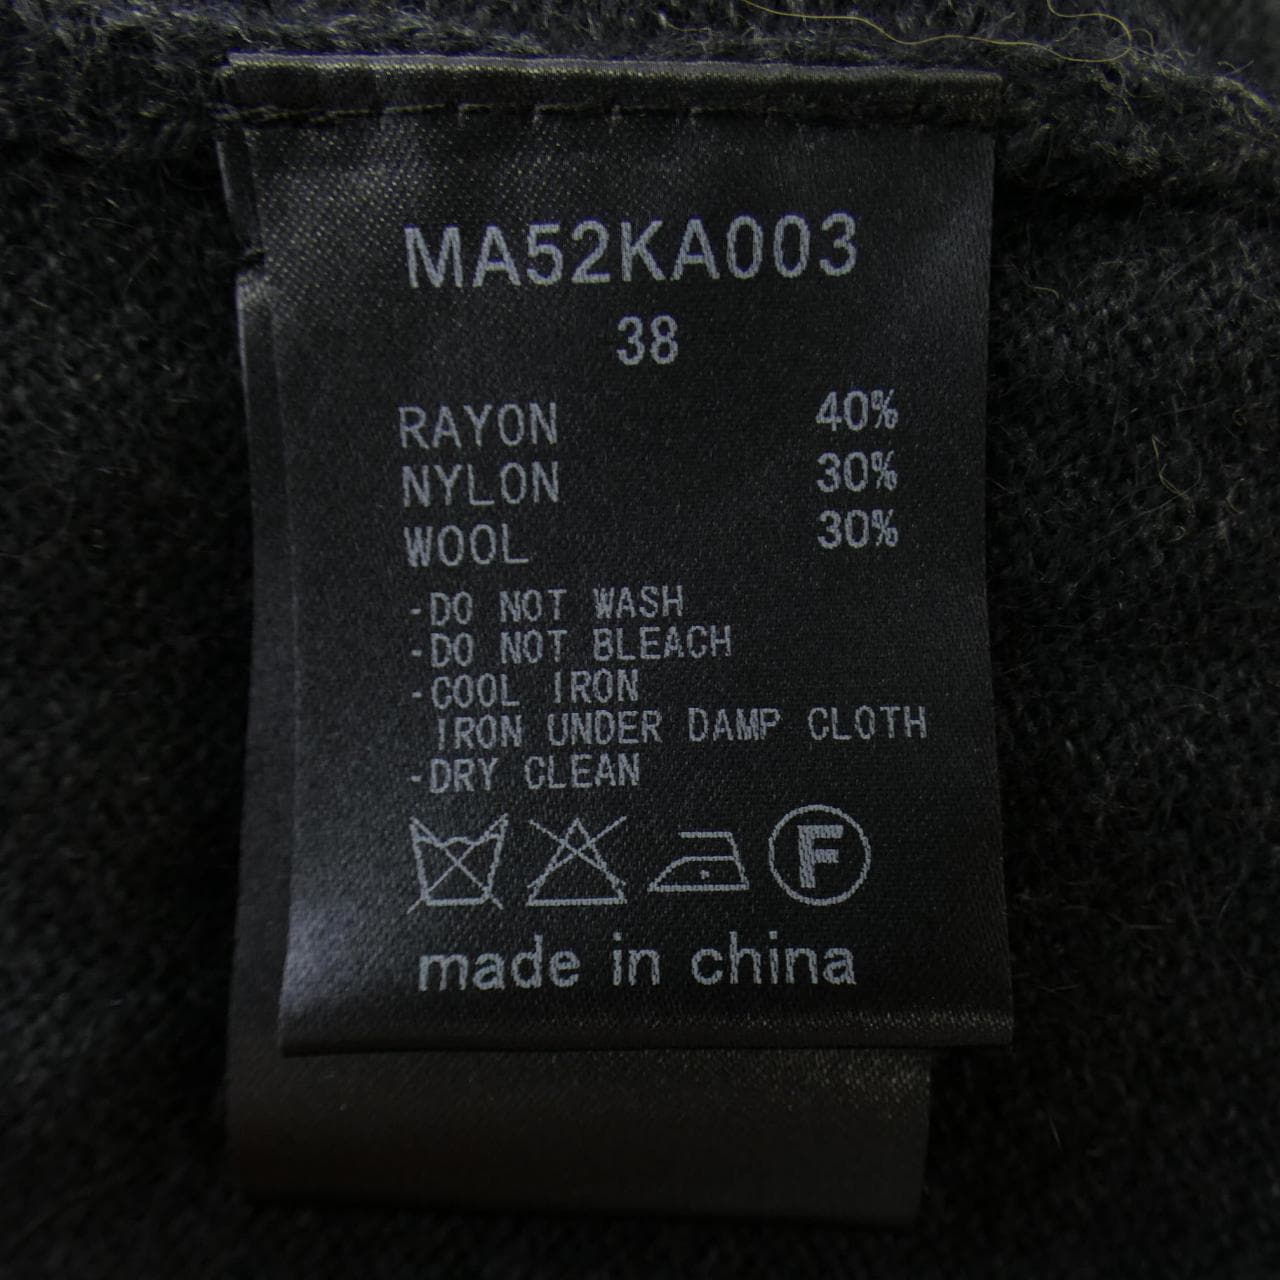 MA52KA003
38
RAYON 40%
NYLON 30%
WOOL 30%
-DO NOT WASH
-DO NOT BLEACH
-COOL IRON
IRON UNDER DAMP CLOTH
-DRY CLEAN
F
made in china